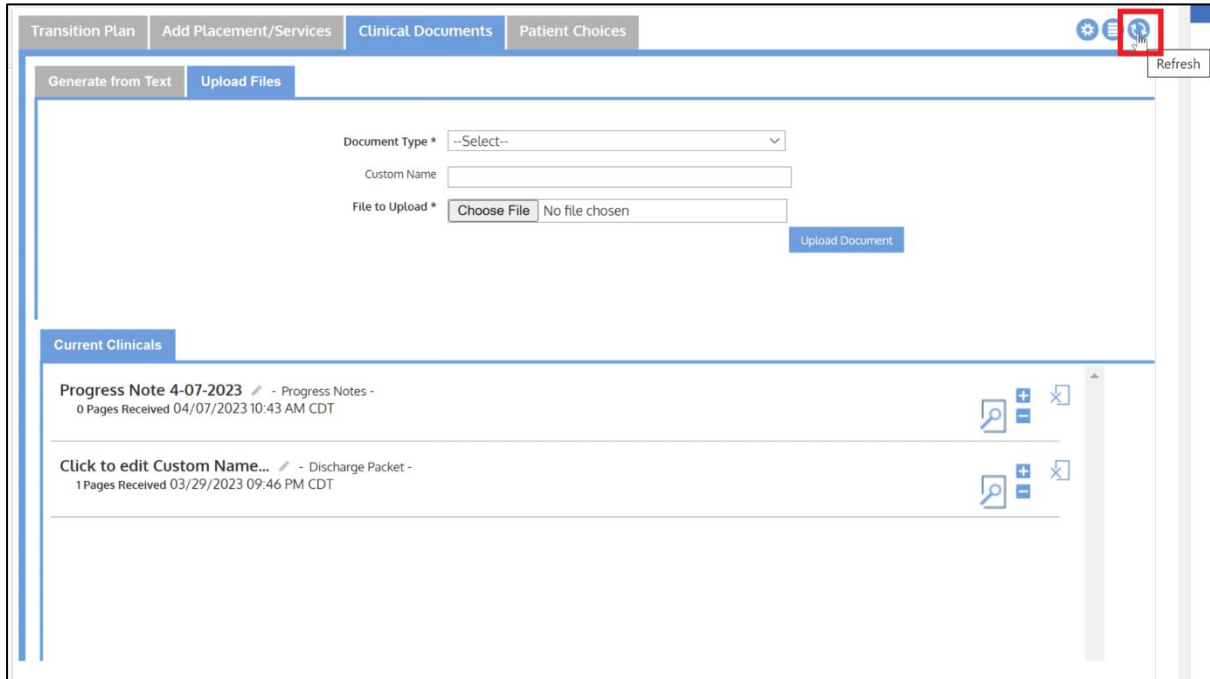 Transition Plan Add Placement/Services Clinical Documents Patient Choices
Refresh
Generate from Text Upload Files
Document Type * --Select--
Custom Name
File to Upload * Choose File No file chosen
Upload Document
Current Clinicals
Progress Note 4-07-2023 - Progress Notes -
0 Pages Received 04/07/2023 10:43 AM CDT
Click to edit Custom Name... - Discharge Packet -
1 Pages Received 03/29/2023 09:46 PM CDT